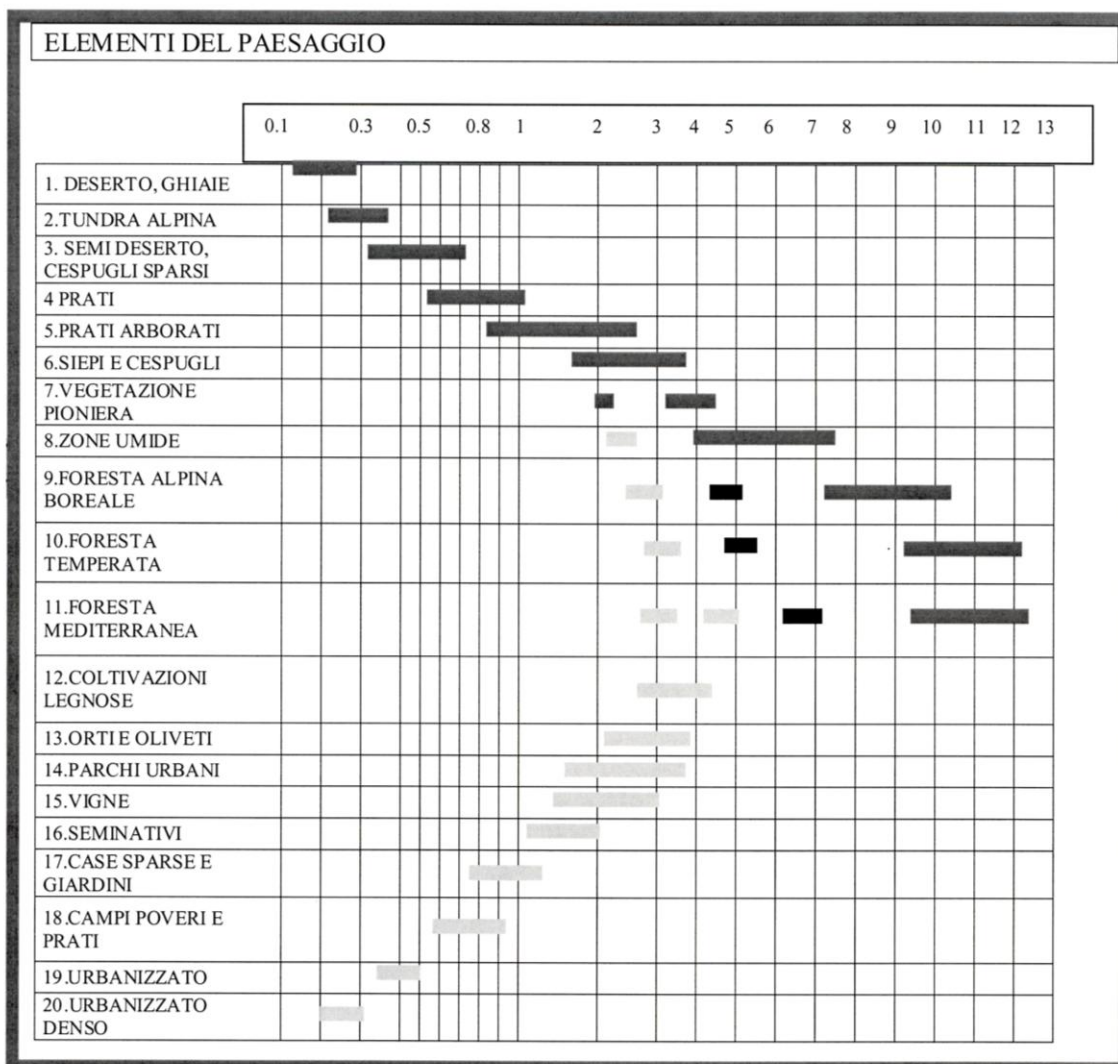 ELEMENTI DEL PAESAGGIO
0.1 0.3 0.5 0.8 1 2 3 4 5 6 7 8 9 10 11 12 13
1. DESERTO, GHIAIE
2.TUNDRA ALPINA
3. SEMI DESERTO,
CESPUGLI SPARSI
4 PRATI
5.PRATI ARBORATI
6.SIEPI E CESPUGLI
7.VEGETAZIONE
PIONIERA
8.ZONE UMIDE
9.FORESTA ALPINA
BOREALE
10.FORESTA
TEMPERATA
11.FORESTA
MEDITERRANEA
12.COLTIVAZIONI
LEGNOSE
13.ORTI E OLIVETI
14.PARCHI URBANI
15.VIGNE
16.SEMINATIVI
17.CASE SPARSE E
GIARDINI
18.CAMPI POVERI E
PRATI
19.URBANIZZATO
20.URBANIZZATO
DENSO